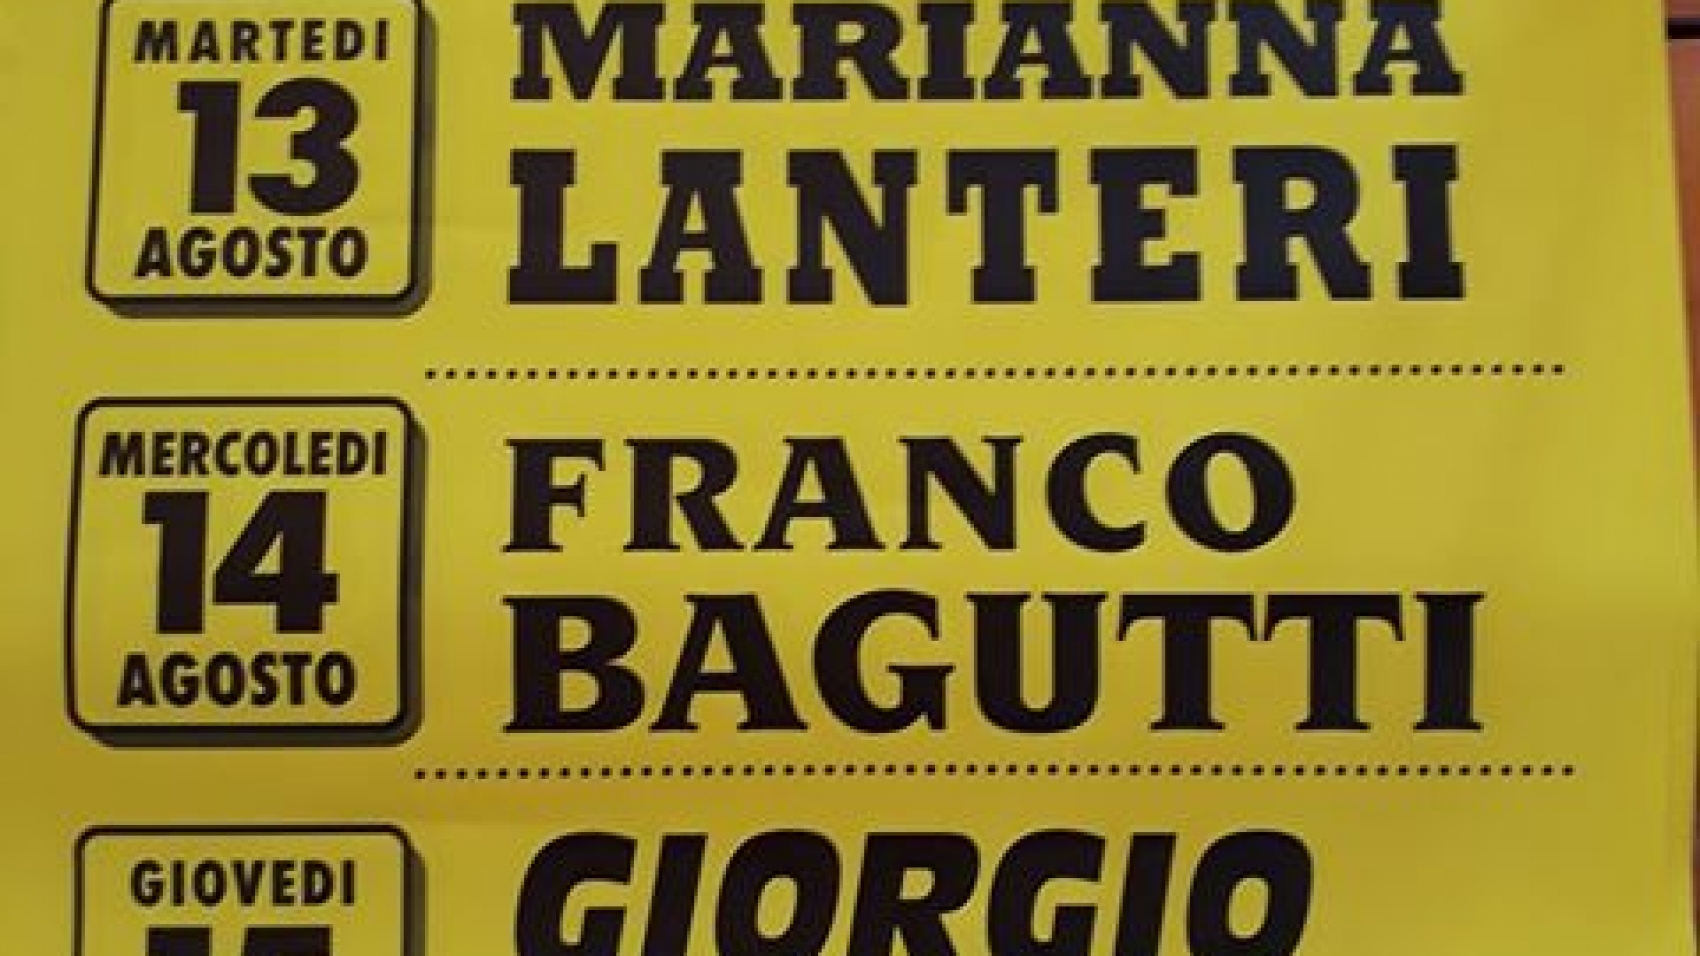 MARTEDI
13
AGOSTO
MARIANNA
LANTERI
MERCOLEDI
14
AGOSTO
FRANCO
BAGUTTI
GIOVEDI
GIORGIO